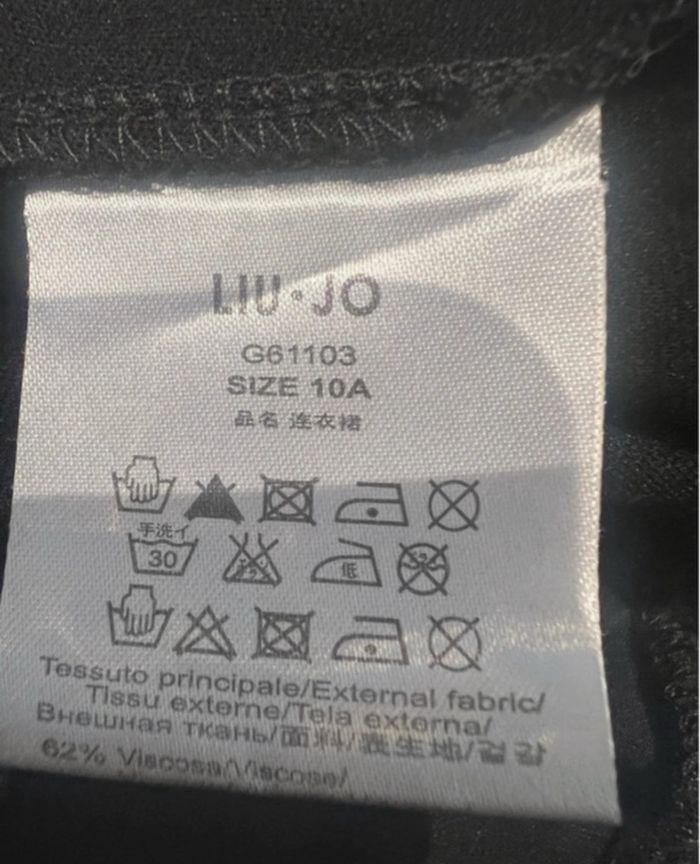 LIU·JO
G61103
SIZE 10A
品名 连衣裙
手洗イ
30
低
Tessuto principale/External fabric/
Tissu externe/Tela externa/
Внешная ткань/面料/表生地/겉감
62% Viscosa/Viscose/